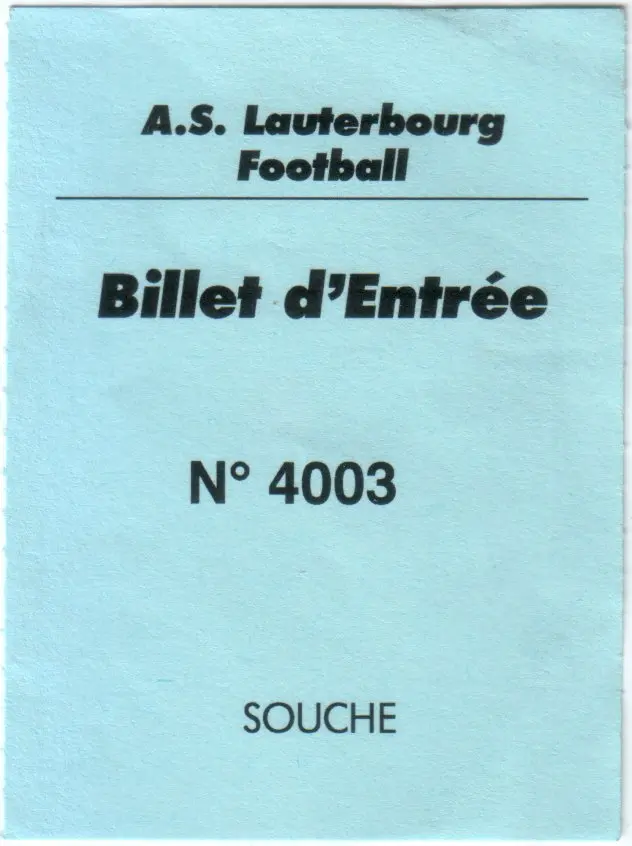 A.S. Lauterbourg
Football
Billet d'Entrée
N° 4003
SOUCHE